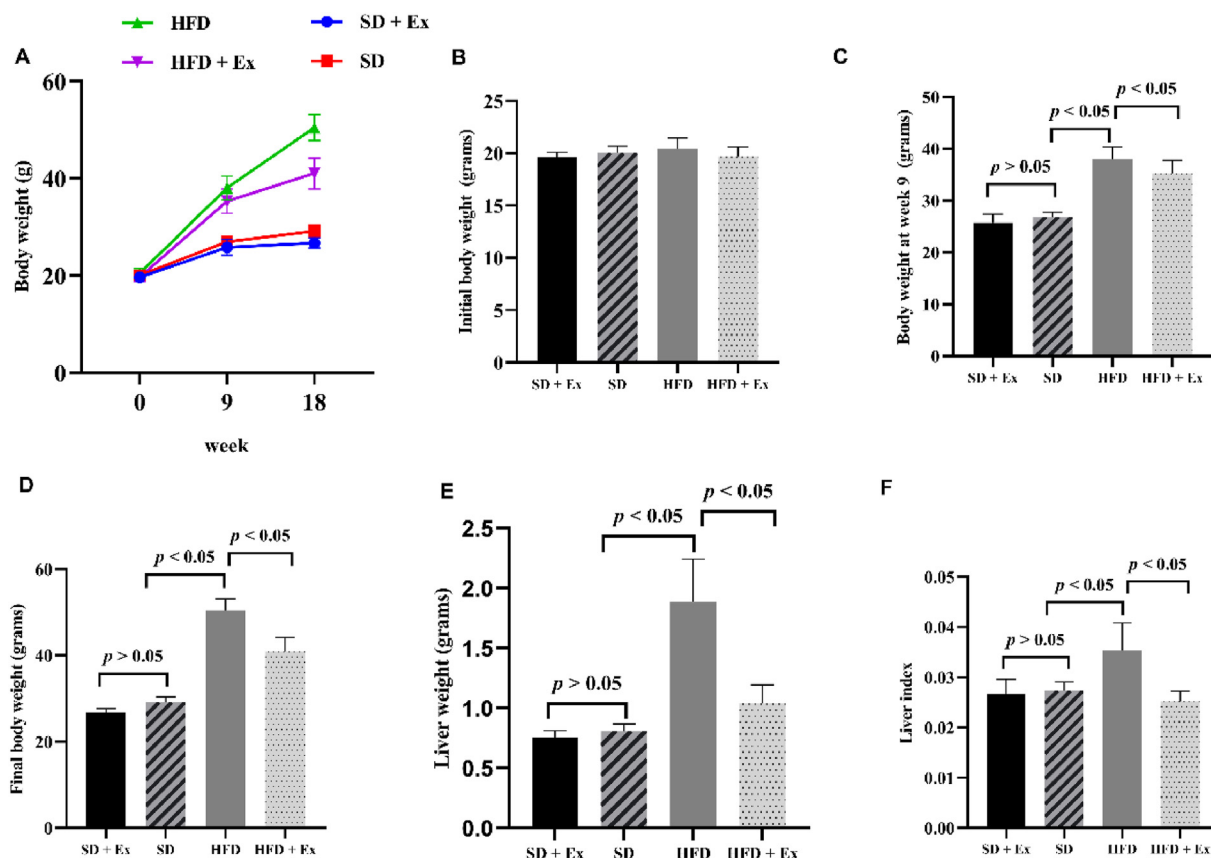 HFD
SD + Ex
HFD + Ex
SD
A
60
40
20
0
Body weight (g)
0 9 18
week
B
25
20
15
10
5
0
Initial body weight (grams)
SD + Ex SD HFD HFD + Ex
C
p < 0.05
p < 0.05
p > 0.05
50
40
30
20
10
0
Body weight at week 9 (grams)
SD + Ex SD HFD HFD + Ex
D
p < 0.05
p < 0.05
p > 0.05
60
40
20
0
Final body weight (grams)
SD + Ex SD HFD HFD + Ex
E
p < 0.05
p < 0.05
p > 0.05
2.5
2.0
1.5
1.0
0.5
0.0
Liver weight (grams)
SD + Ex SD HFD HFD + Ex
F
p < 0.05
p < 0.05
p > 0.05
0.05
0.04
0.03
0.02
0.01
0.00
Liver index
SD + Ex SD HFD HFD + Ex